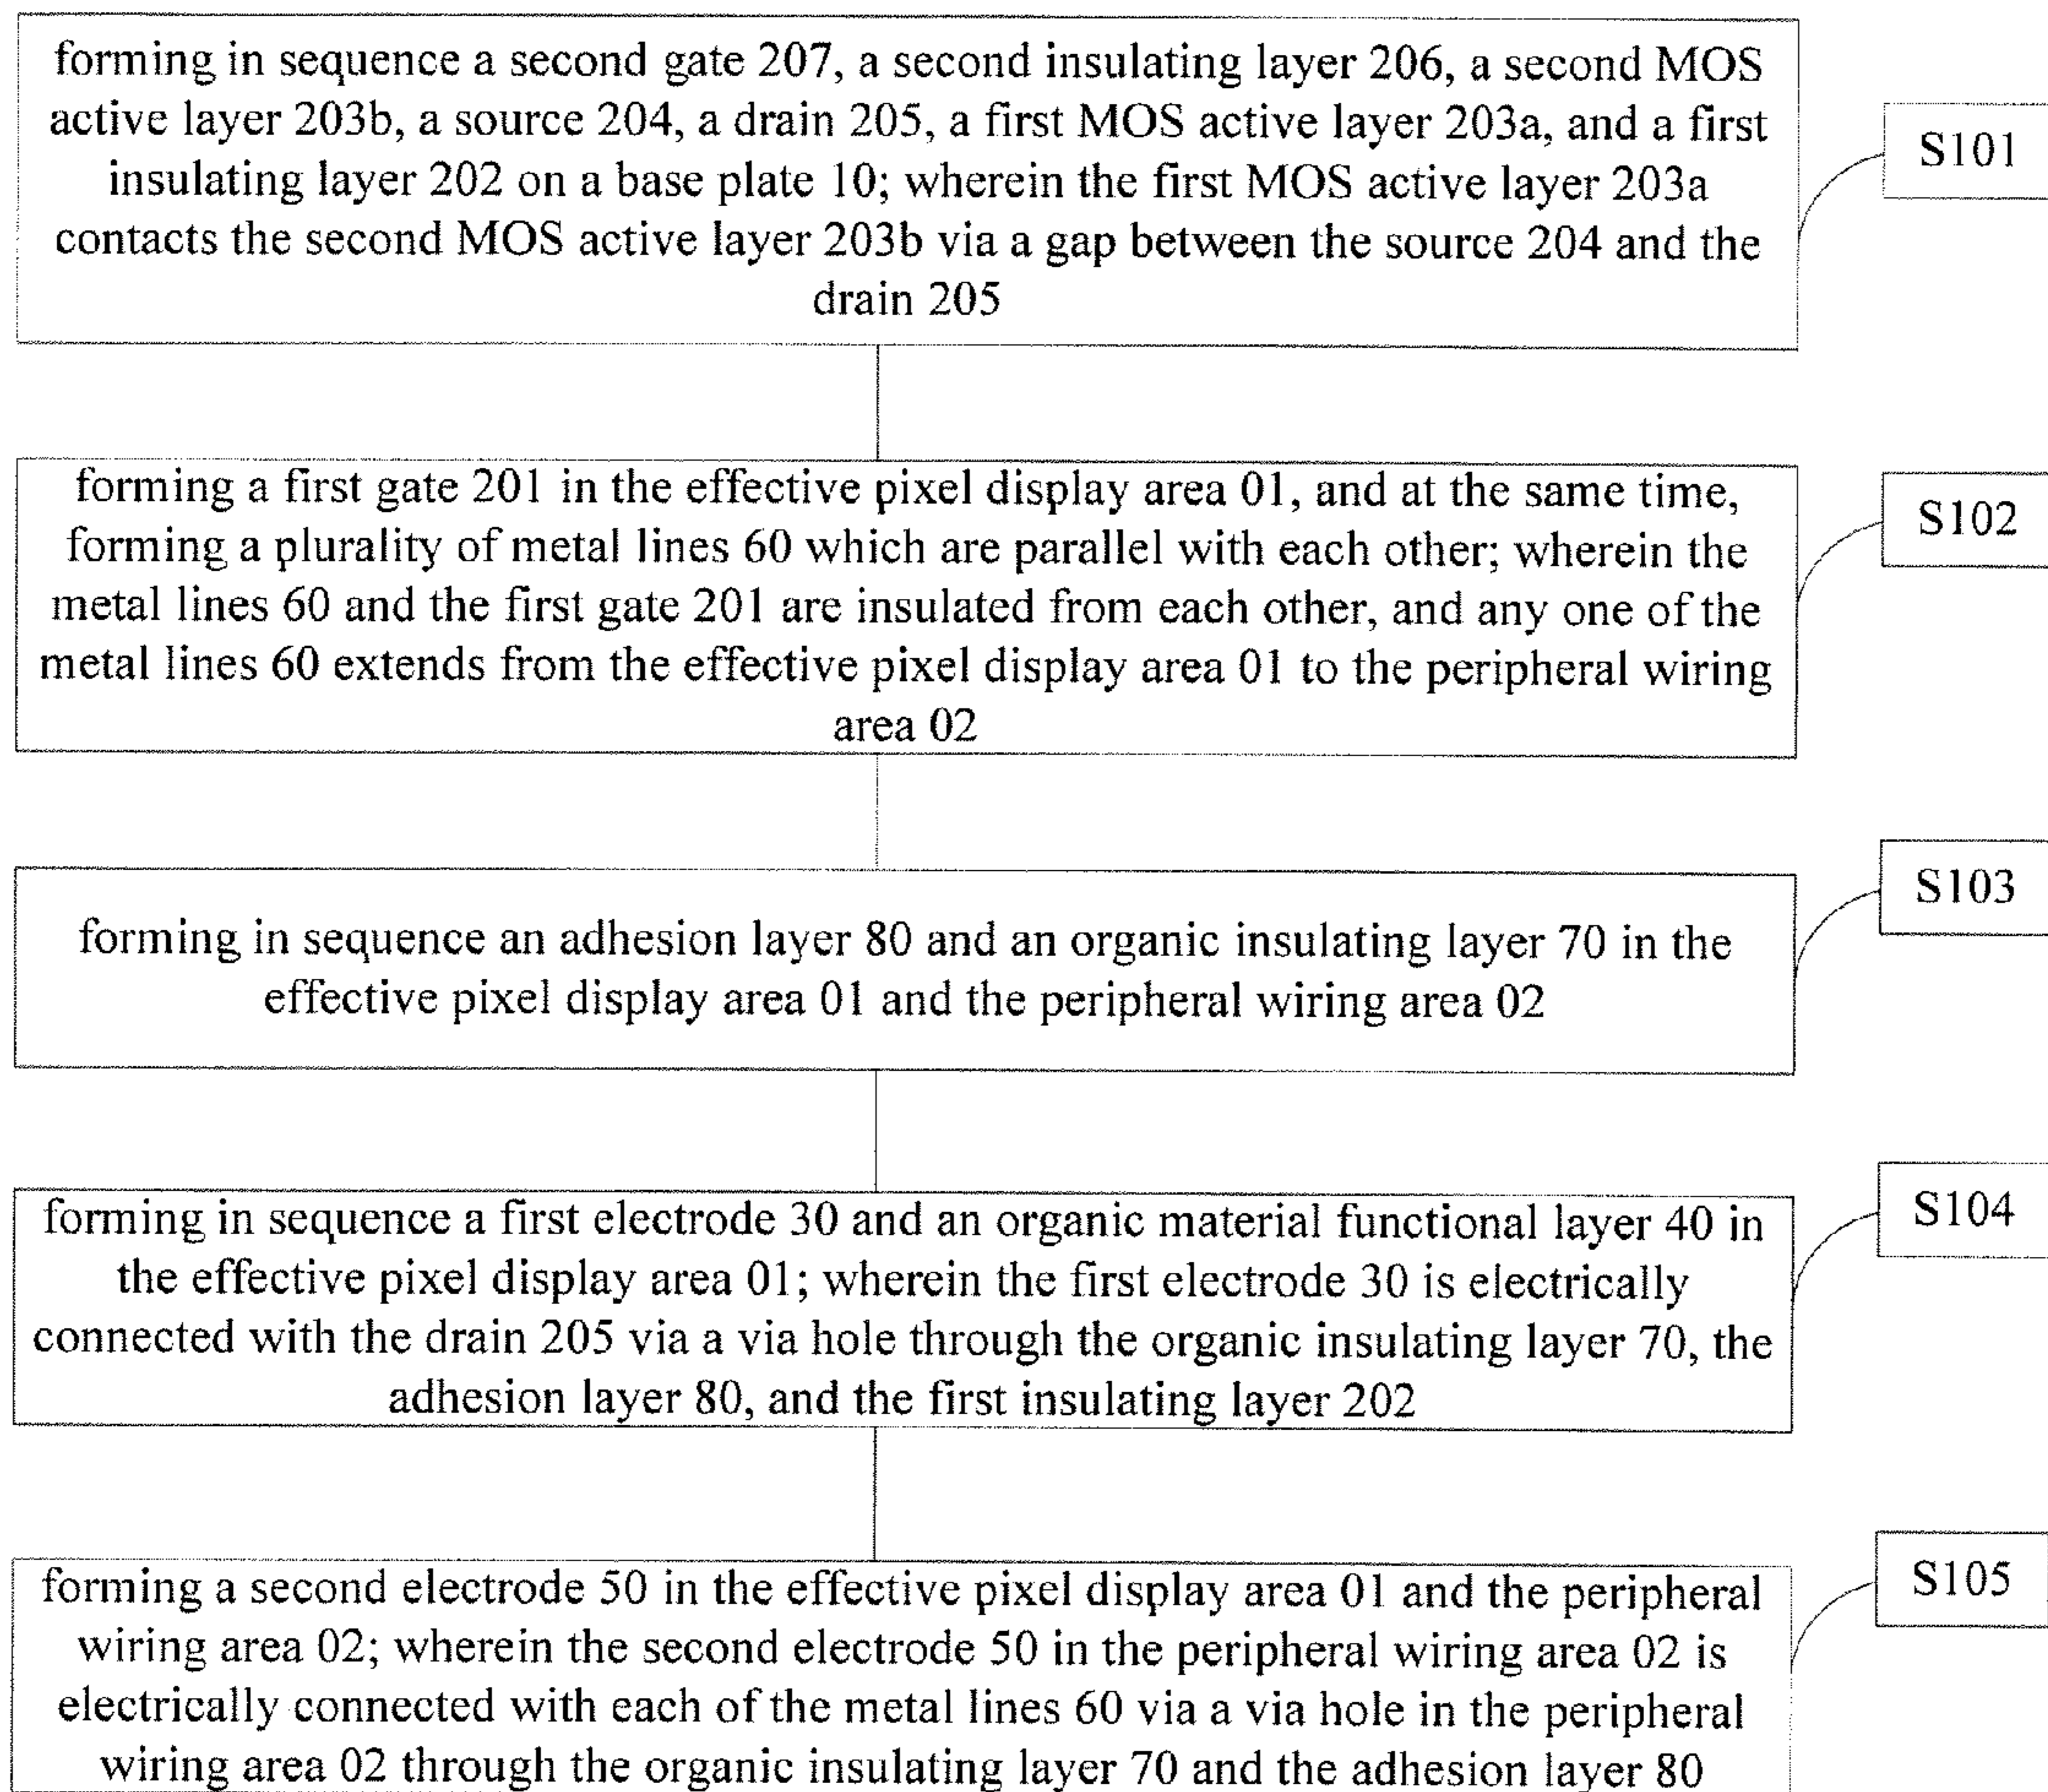 forming in sequence a second gate 207, a second insulating layer 206, a second MOS
active layer 203b, a source 204, a drain 205, a first MOS active layer 203a, and a first
insulating layer 202 on a base plate 10; wherein the first MOS active layer 203a
contacts the second MOS active layer 203b via a gap between the source 204 and the
drain 205
S101
forming a first gate 201 in the effective pixel display area 01, and at the same time,
forming a plurality of metal lines 60 which are parallel with each other; wherein the
metal lines 60 and the first gate 201 are insulated from each other, and any one of the
metal lines 60 extends from the effective pixel display area 01 to the peripheral wiring
area 02
S102
forming in sequence an adhesion layer 80 and an organic insulating layer 70 in the
effective pixel display area 01 and the peripheral wiring area 02
S103
forming in sequence a first electrode 30 and an organic material functional layer 40 in
the effective pixel display area 01; wherein the first electrode 30 is electrically
connected with the drain 205 via a via hole through the organic insulating layer 70, the
adhesion layer 80, and the first insulating layer 202
S104
forming a second electrode 50 in the effective pixel display area 01 and the peripheral
wiring area 02; wherein the second electrode 50 in the peripheral wiring area 02 is
electrically connected with each of the metal lines 60 via a via hole in the peripheral
wiring area 02 through the organic insulating layer 70 and the adhesion layer 80
S105